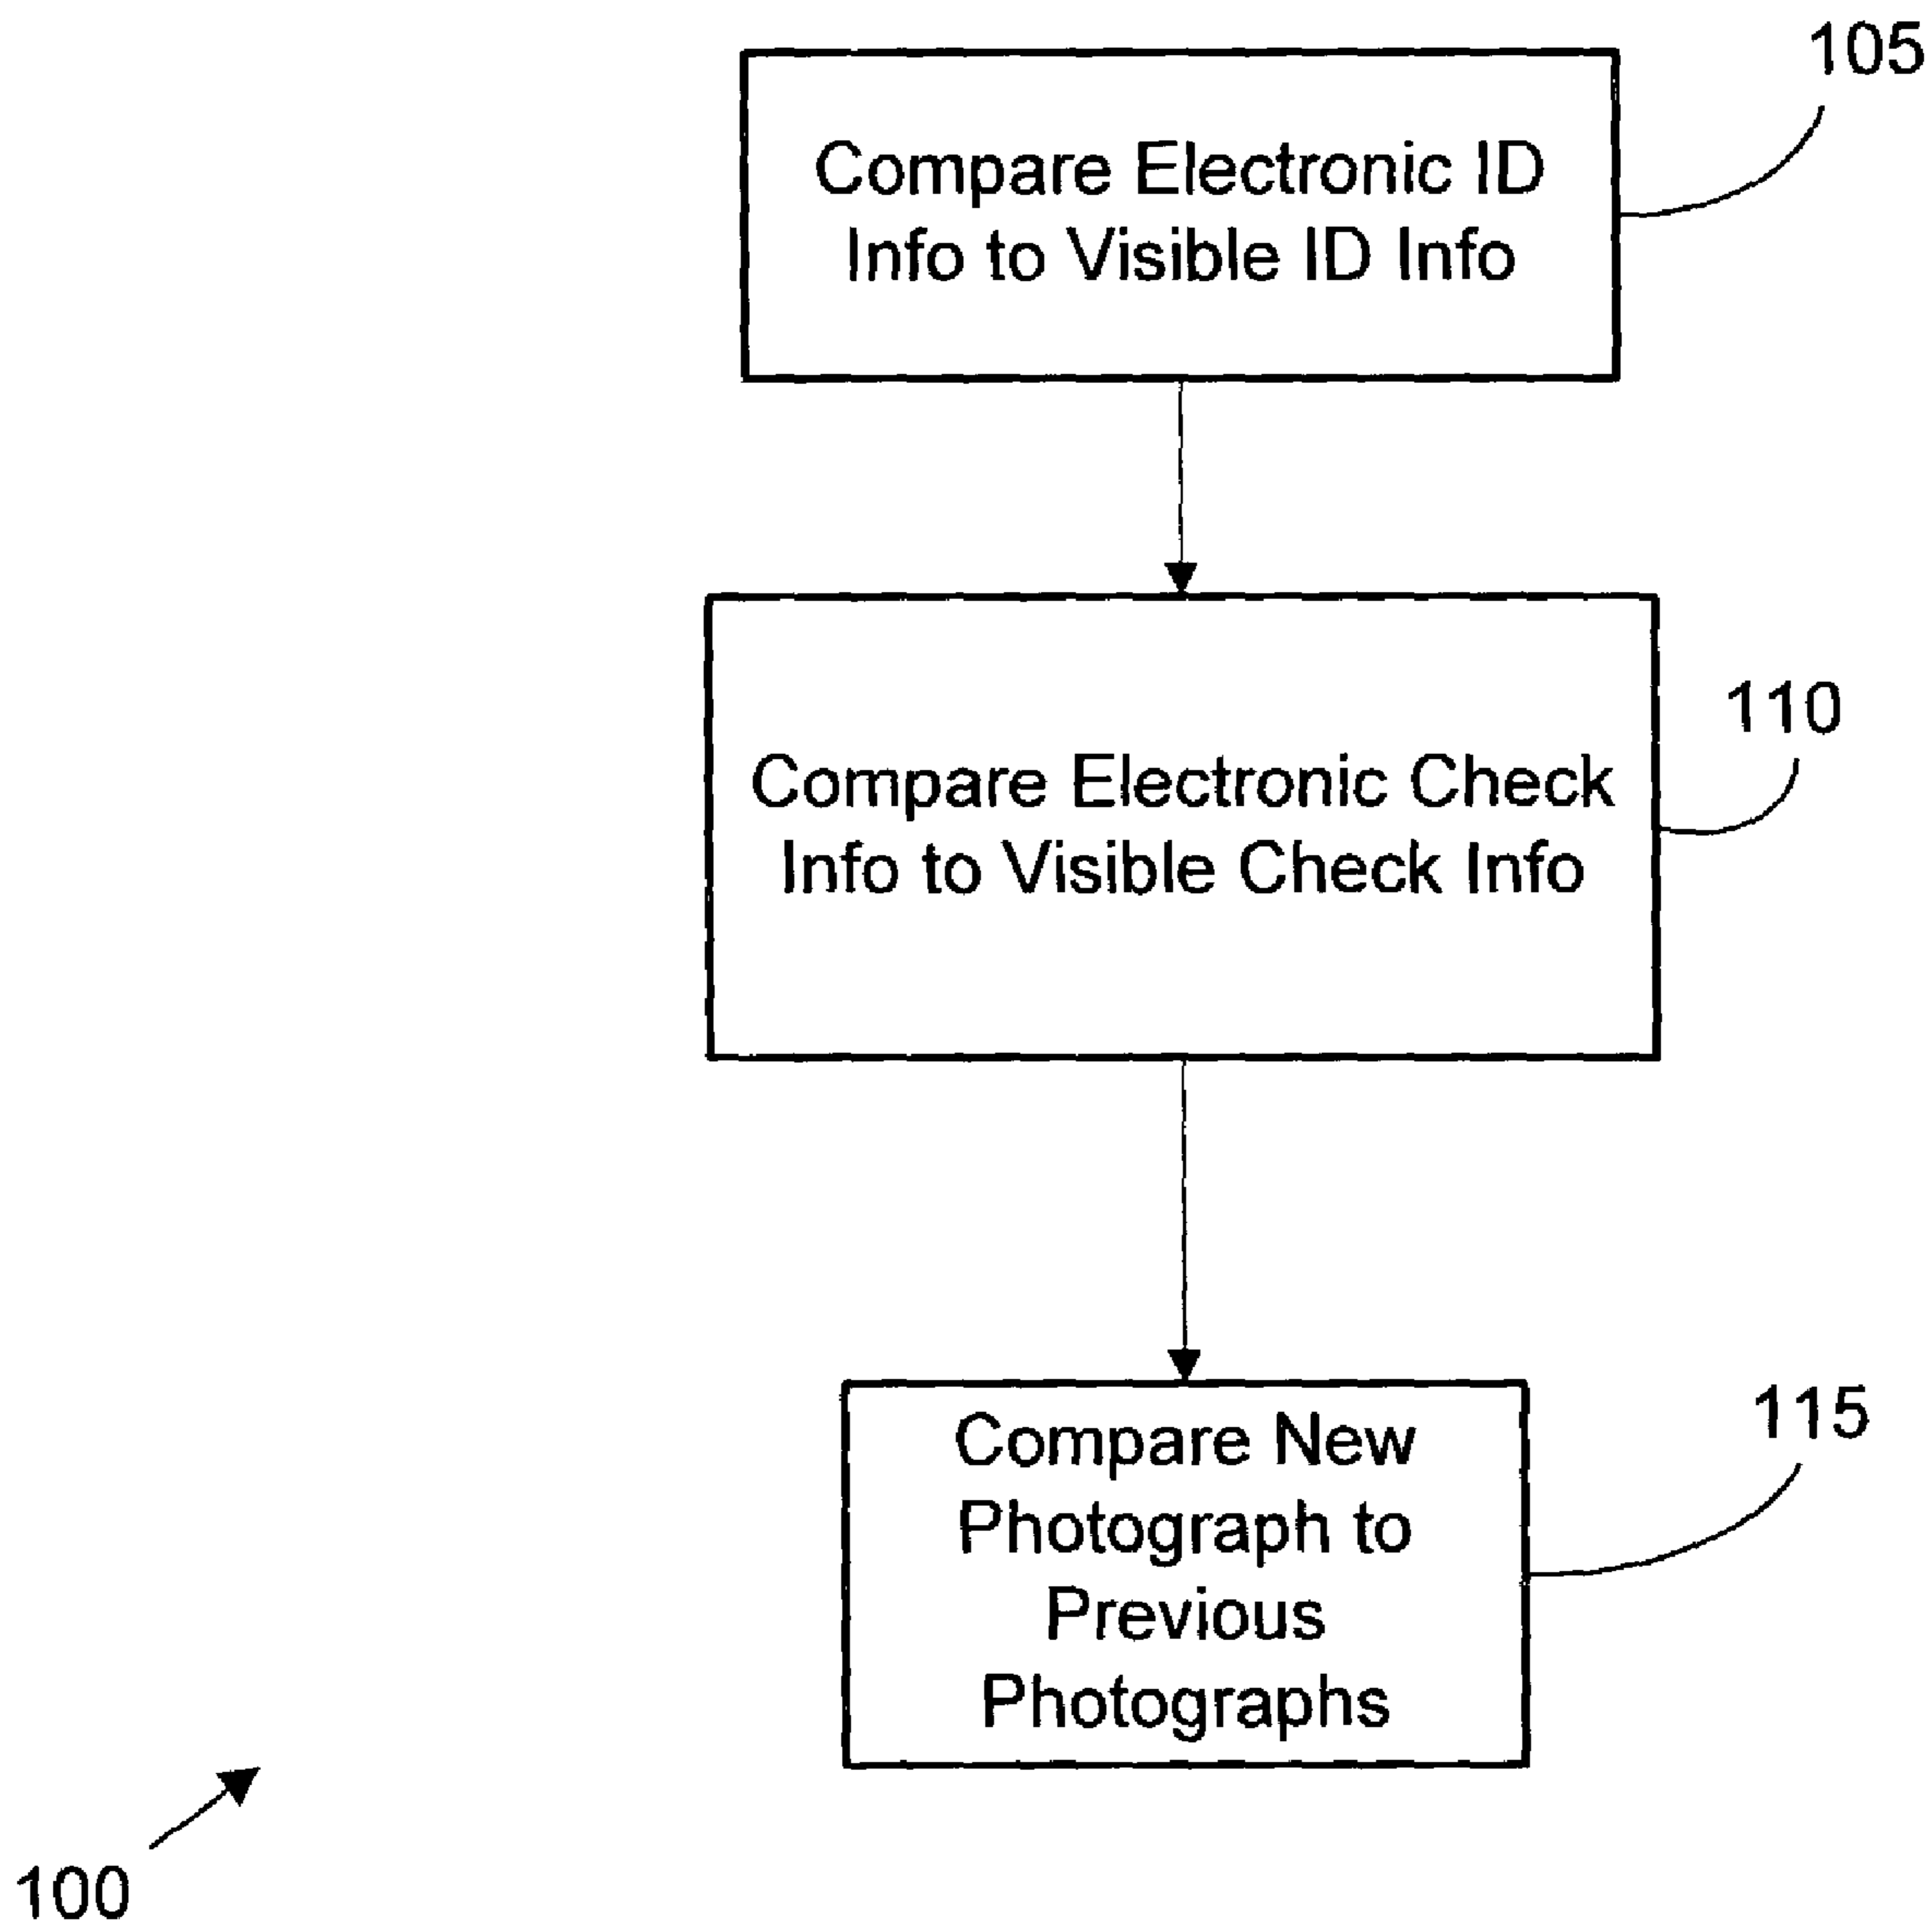 105
Compare Electronic ID
Info to Visible ID Info
110
Compare Electronic Check
Info to Visible Check Info
115
Compare New
Photograph to
Previous
Photographs
100